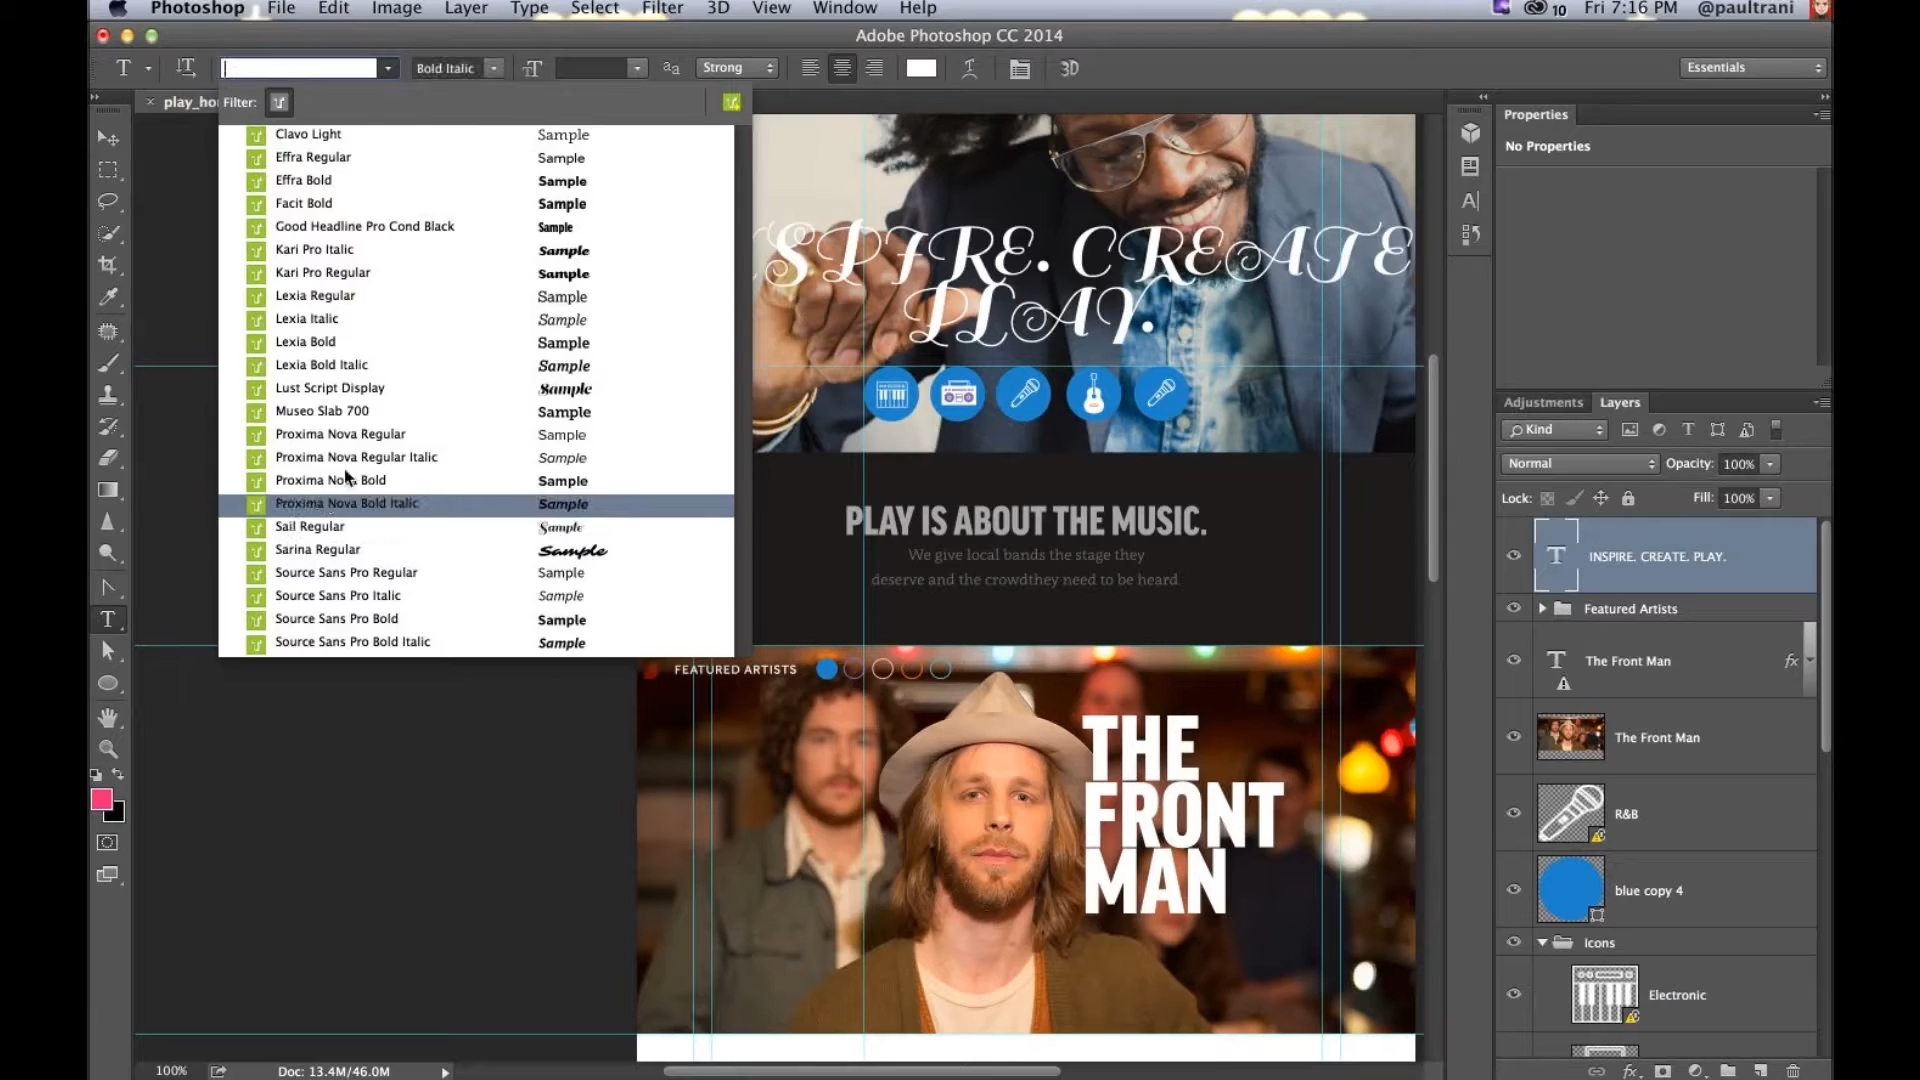 Photoshop File Edit Image Layer Type Select Filter 3D View Window Help 10 Fri 7:16 PM @paultrani
Adobe Photoshop CC 2014
T Bold Italic Strong 3D Essentials
play_ho
Filter:
Clavo Light Sample
Effra Regular Sample
Effra Bold Sample
Facit Bold Sample
Good Headline Pro Cond Black Sample
Kari Pro Italic Sample
Kari Pro Regular Sample
Lexia Regular Sample
Lexia Italic Sample
Lexia Bold Sample
Lexia Bold Italic Sample
Lust Script Display Sample
Museo Slab 700 Sample
Proxima Nova Regular Sample
Proxima Nova Regular Italic Sample
Proxima Nova Bold Sample
Proxima Nova Bold Italic Sample
Sail Regular Sample
Sarina Regular Sample
Source Sans Pro Regular Sample
Source Sans Pro Italic Sample
Source Sans Pro Bold Sample
Source Sans Pro Bold Italic Sample
SPIRE. CREATE
PLAY.
PLAY IS ABOUT THE MUSIC.
We give local bands the stage they
deserve and the crowdthey need to be heard.
FEATURED ARTISTS
THE
FRONT
MAN
Properties
No Properties
Adjustments Layers
Kind
Normal Opacity: 100%
Lock: Fill: 100%
INSPIRE. CREATE. PLAY.
Featured Artists
The Front Man fx
The Front Man
R&B
blue copy 4
Icons
Electronic
100% Doc: 13.4M/46.0M
fx